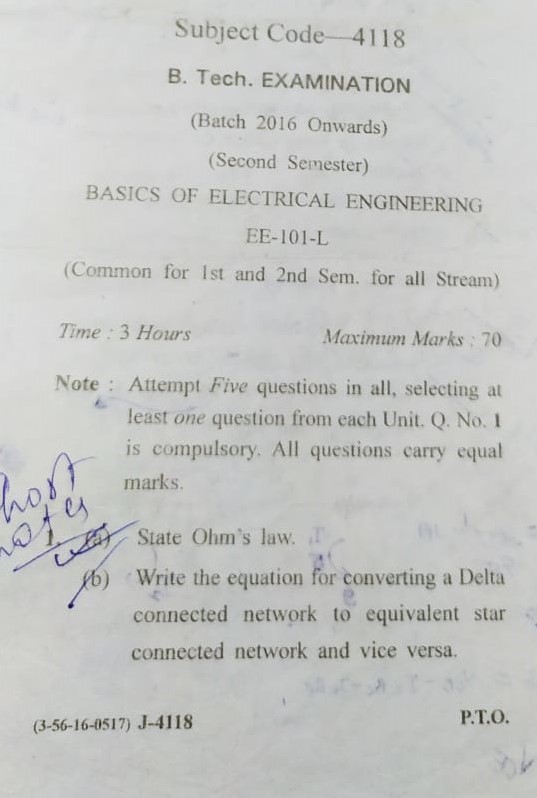 Subject Code—4118
B. Tech. EXAMINATION
(Batch 2016 Onwards)
(Second Semester)
BASICS OF ELECTRICAL ENGINEERING
EE-101-L
(Common for 1st and 2nd Sem. for all Stream)
Time : 3 Hours Maximum Marks : 70
Note : Attempt Five questions in all, selecting at
least one question from each Unit. Q. No. 1
is compulsory. All questions carry equal
marks.
notes
1. (a) State Ohm's law.
(b) Write the equation for converting a Delta
connected network to equivalent star
connected network and vice versa.
(3-56-16-0517) J-4118 P.T.O.